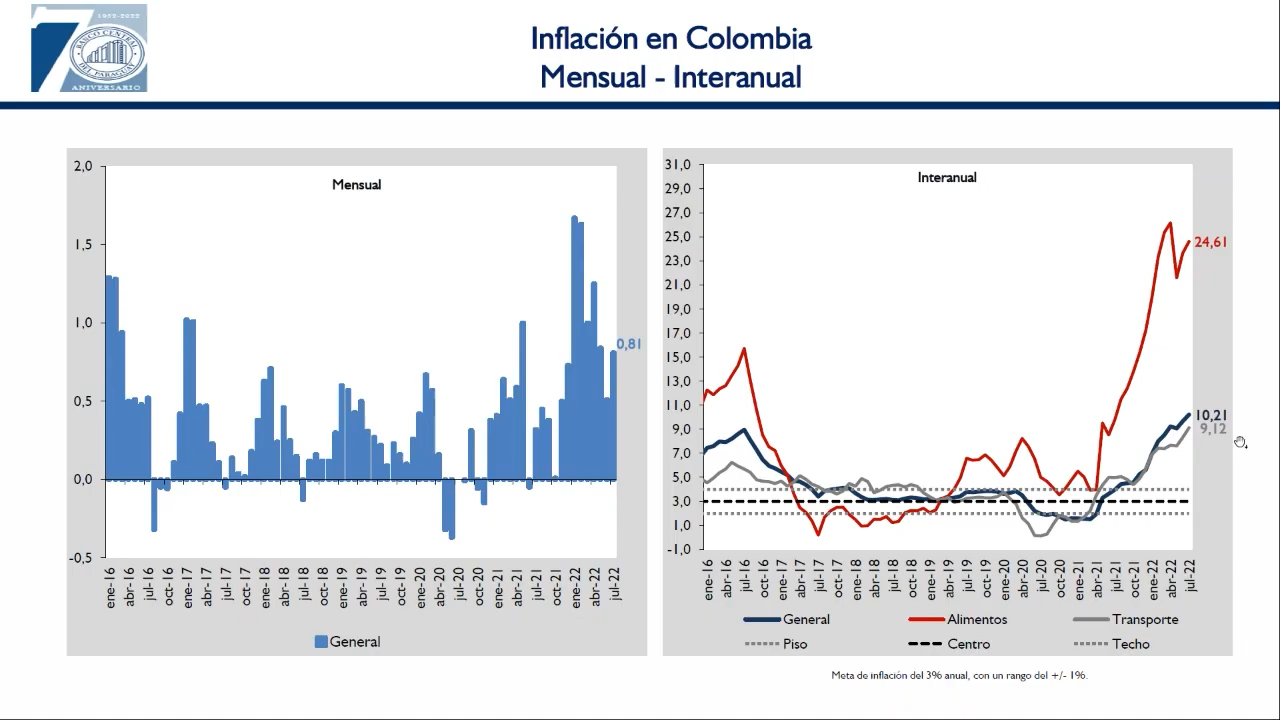 1952-2022
BANCO CENTRAL
DEL PARAGUAY
ANIVERSARIO
Inflación en Colombia
Mensual - Interanual
Mensual
2,0
1,5
1,0
0,5
0,0
-0,5
0,81
ene-16 abr-16 jul-16 oct-16 ene-17 abr-17 jul-17 oct-17 ene-18 abr-18 jul-18 oct-18 ene-19 abr-19 jul-19 oct-19 ene-20 abr-20 jul-20 oct-20 ene-21 abr-21 jul-21 oct-21 ene-22 abr-22 jul-22
General
Interanual
31,0
29,0
27,0
25,0
23,0
21,0
19,0
17,0
15,0
13,0
11,0
9,0
7,0
5,0
3,0
1,0
-1,0
24,61
10,21
9,12
ene-16 abr-16 jul-16 oct-16 ene-17 abr-17 jul-17 oct-17 ene-18 abr-18 jul-18 oct-18 ene-19 abr-19 jul-19 oct-19 ene-20 abr-20 jul-20 oct-20 ene-21 abr-21 jul-21 oct-21 ene-22 abr-22 jul-22
General Alimentos Transporte
Piso Centro Techo
Meta de inflación del 3% anual, con un rango del +/- 1%.